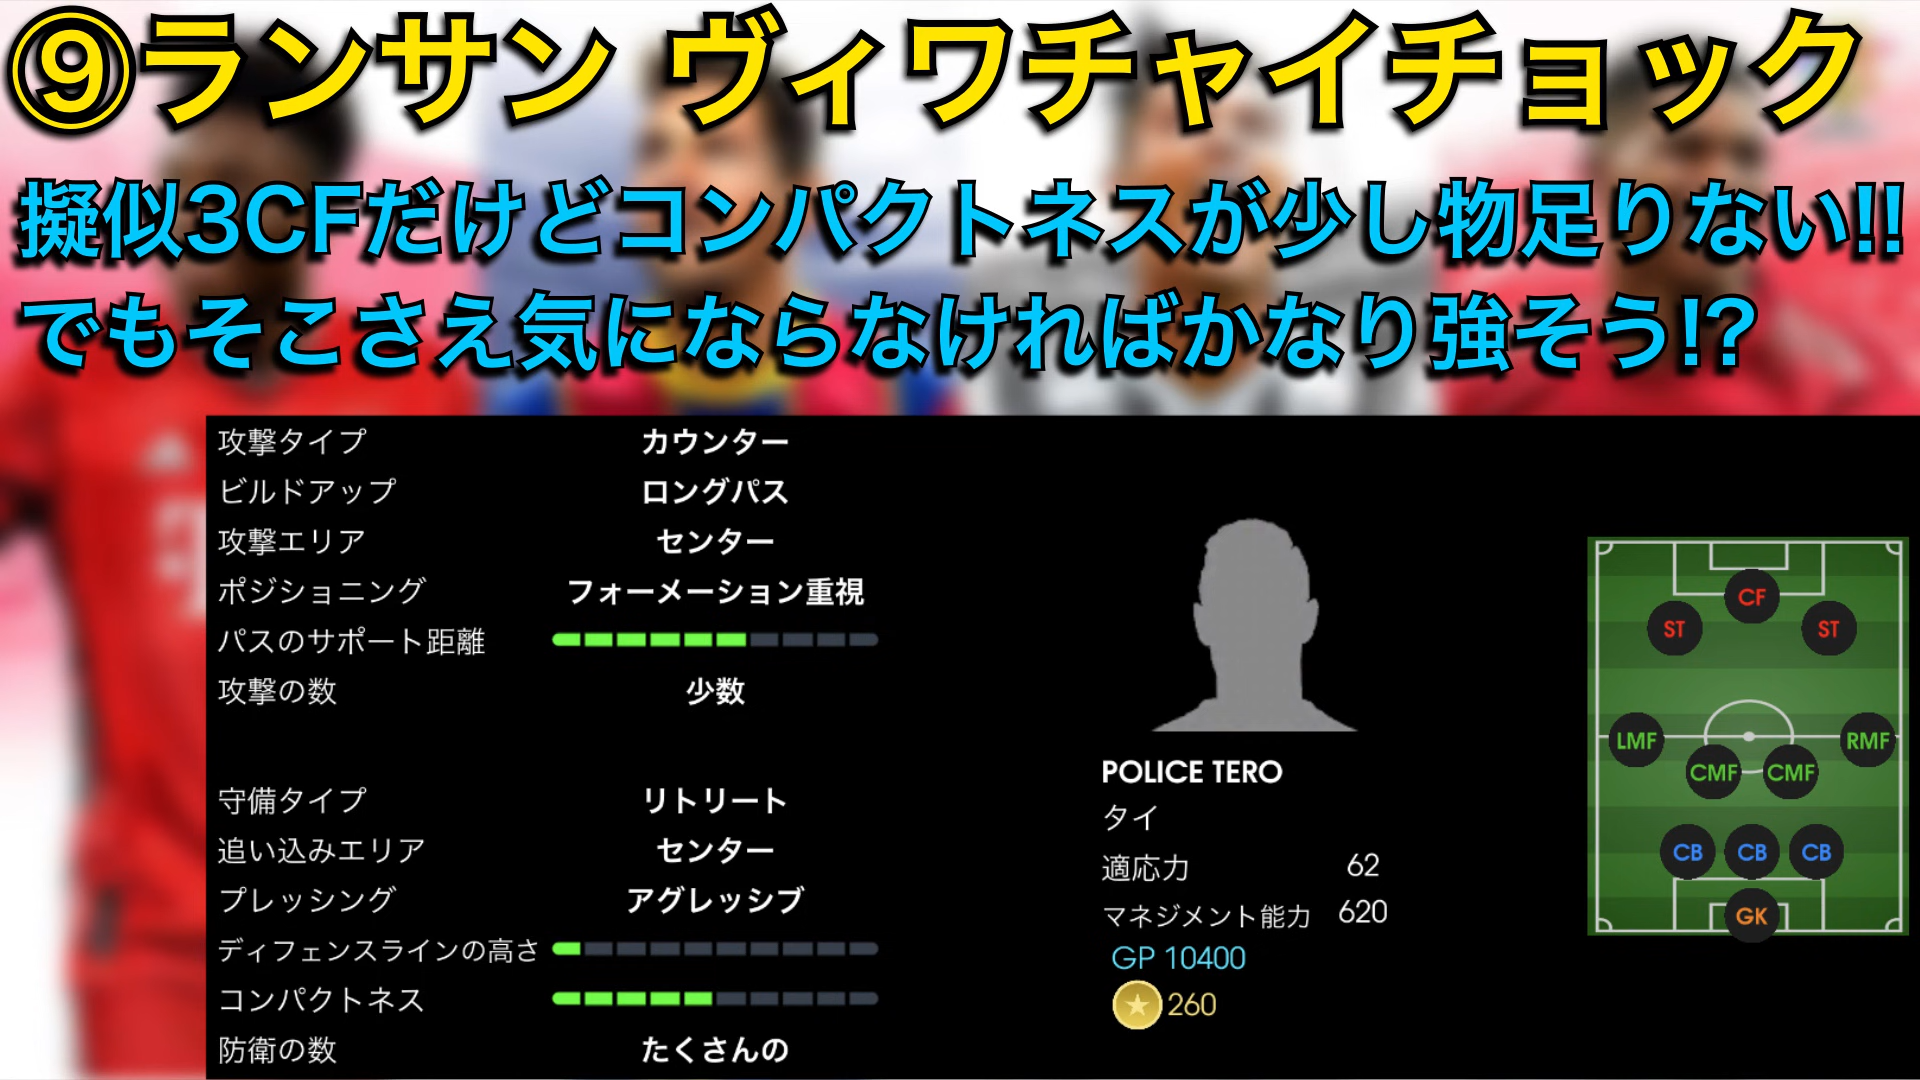 ⑨ランサン ヴィワチャイチョック
擬似3CFだけどコンパクトネスが少し物足りない!!
でもそこさえ気にならなければかなり強そう!?
攻撃タイプ カウンター
ビルドアップ ロングパス
攻撃エリア センター
ポジショニング フォーメーション重視
パスのサポート距離
攻撃の数 少数
守備タイプ リトリート
追い込みエリア センター
プレッシング アグレッシブ
ディフェンスラインの高さ
コンパクトネス
防衛の数 たくさんの
POLICE TERO
タイ
適応力 62
マネジメント能力 620
GP 10400
260
CF
ST ST
LMF RMF
CMF CMF
CB CB CB
GK